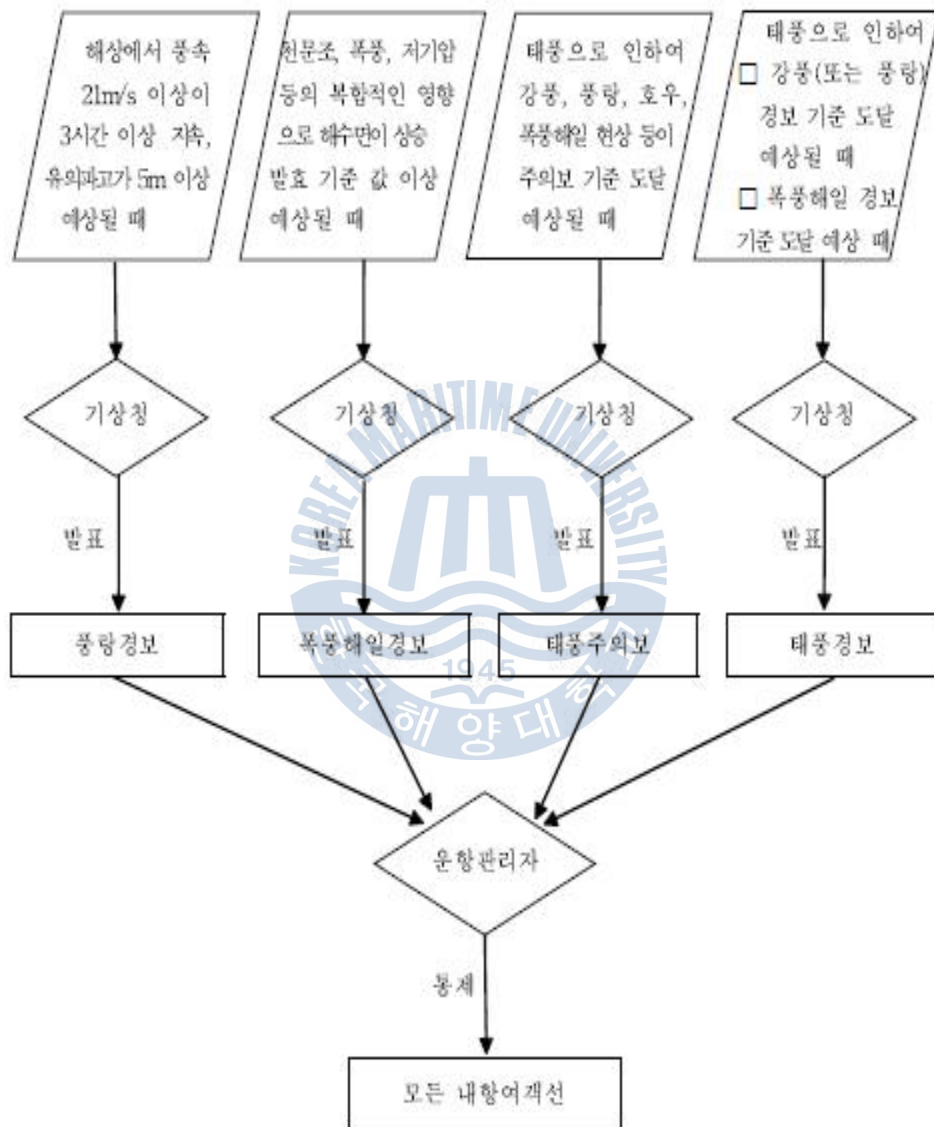 해상에서 풍속
21m/s 이상이
3시간 이상 지속,
유의파고가 5m 이상
예상될 때
천문조, 폭풍, 저기압
등의 복합적인 영향
으로 해수면이 상승
발효 기준 값 이상
예상될 때
태풍으로 인하여
강풍, 풍랑, 호우,
폭풍해일 현상 등이
주의보 기준 도달
예상될 때
태풍으로 인하여
□ 강풍(또는 풍랑)
경보 기준 도달
예상될 때
□ 폭풍해일 경보
기준 도달 예상 때
기상청
기상청
기상청
기상청
발표
발표
발표
발표
풍랑경보
폭풍해일경보
태풍주의보
태풍경보
운항관리자
통제
모든 내항여객선
KOREA MARITIME UNIVERSITY
1945
한국해양대학교